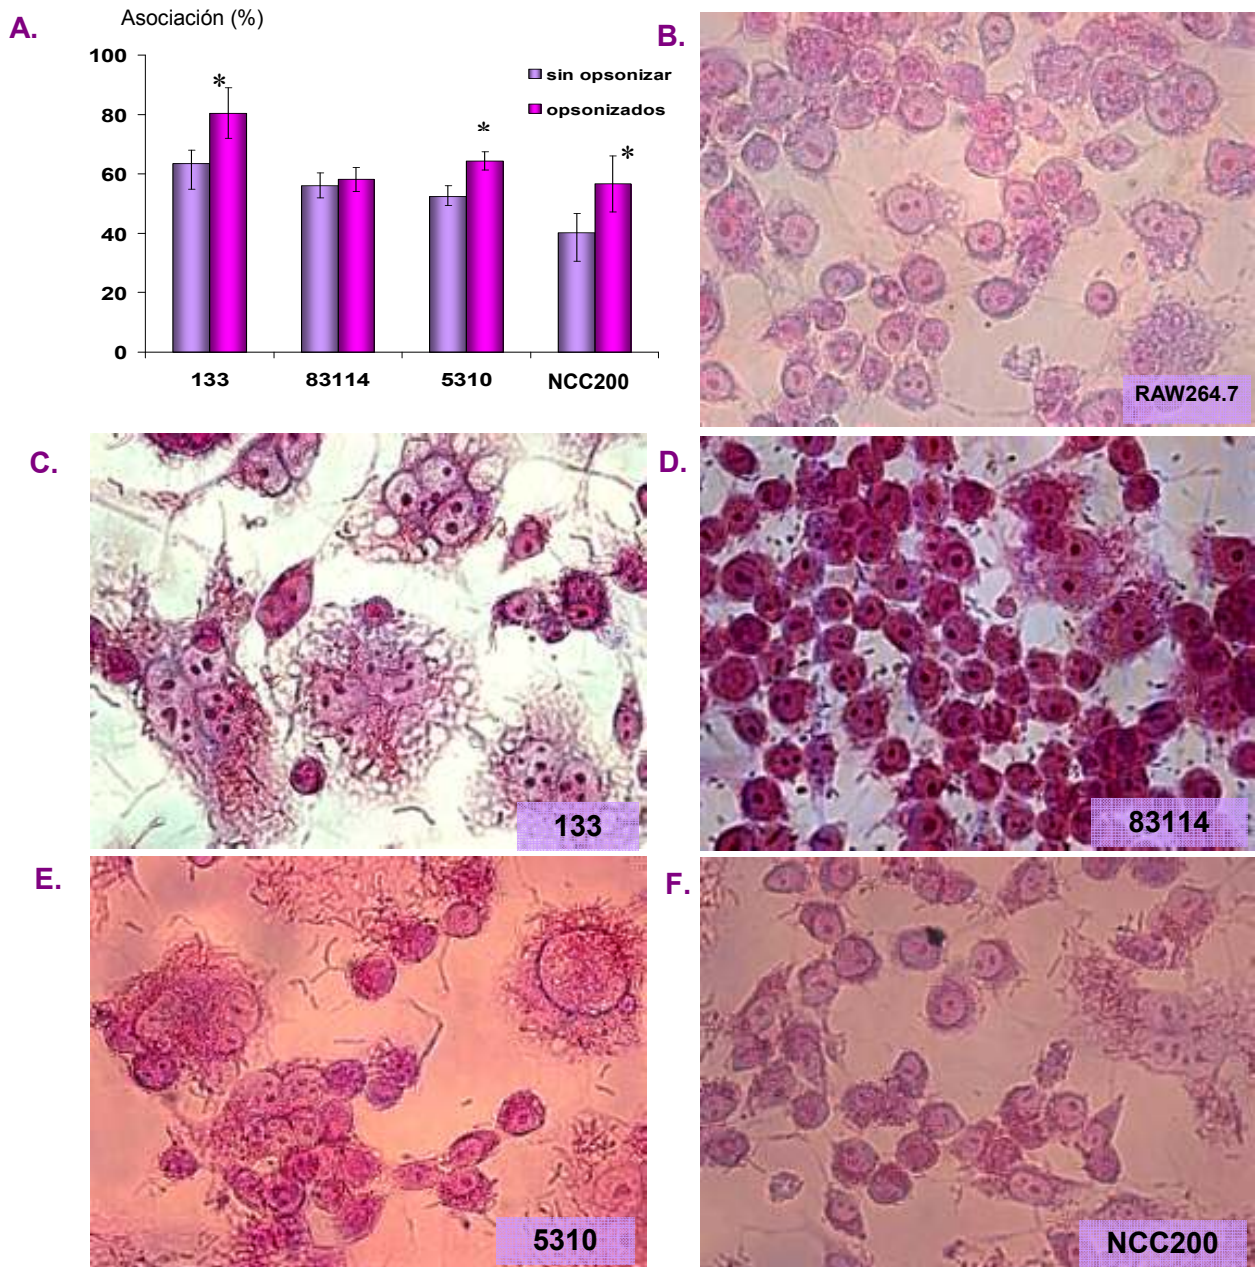 A.
Asociación (%)
100
80
60
40
20
0
sin opsonizar
opsonizados
*
*
*
133
83114
5310
NCC200
B.
RAW264.7
C.
133
D.
83114
E.
5310
F.
NCC200